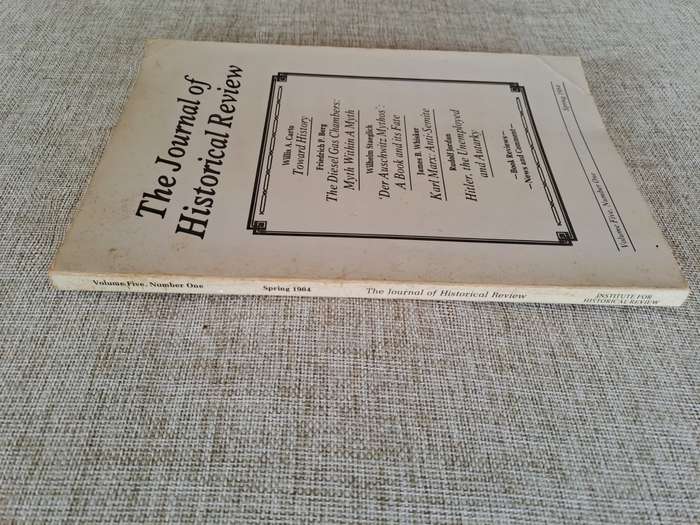 The Journal of
Historical Review
Willis A. Carto
Toward History
Friedrich P. Berg
The Diesel Gas Chambers:
Myth Within A Myth
Wilhelm Staeglich
'Der Auschwitz Mythos':
A Book and its Fate
James B. Whisker
Karl Marx: Anti-Semite
Rudolf Jordan
Hitler, the Unemployed
and Autarky
—Book Reviews—
—News and Comment—
Volume Five, Number One
Spring 1984
Volume Five, Number One
Spring 1984
The Journal of Historical Review
INSTITUTE FOR
HISTORICAL REVIEW